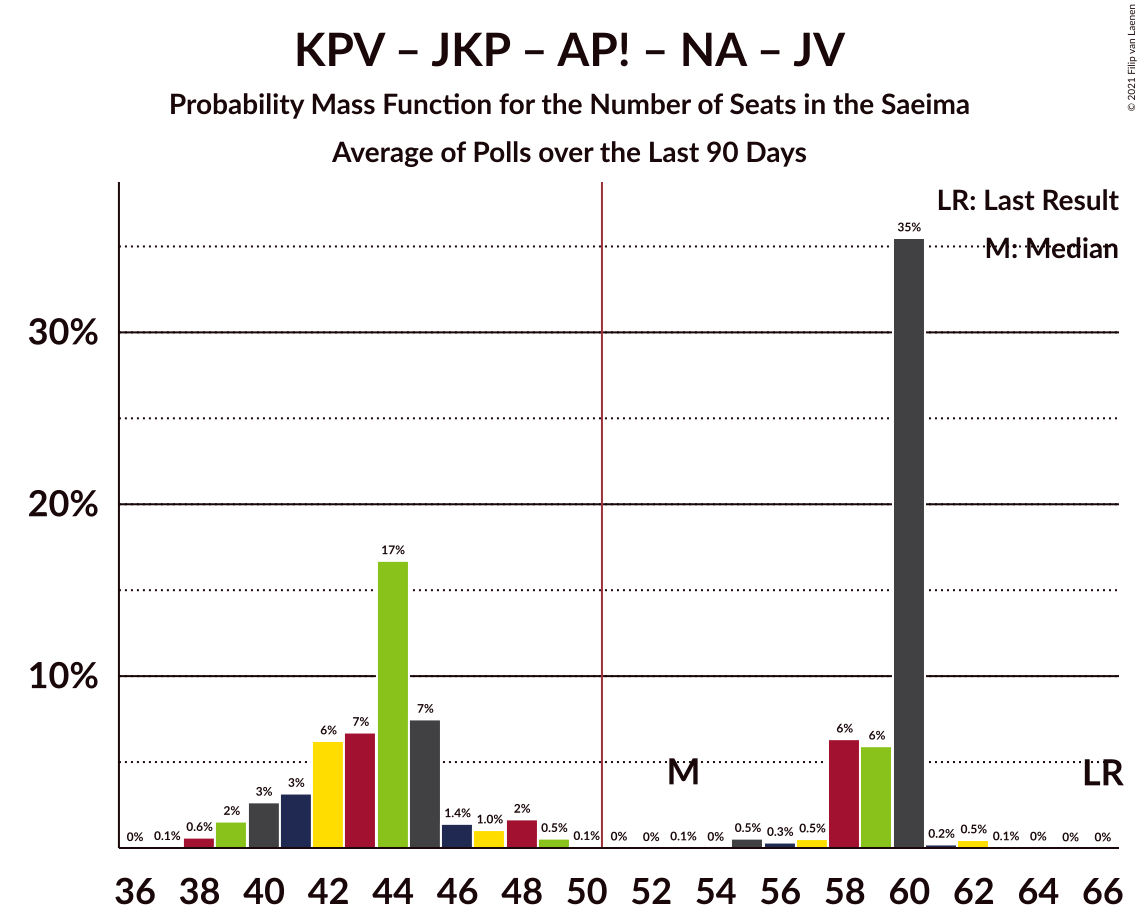 KPV – JKP – AP! – NA – JV
Probability Mass Function for the Number of Seats in the Saeima
Average of Polls over the Last 90 Days
© 2021 Filip van Laenen
LR: Last Result
M: Median
30%
20%
10%
0% 0.1% 0.6% 2% 3% 3% 6% 7% 17% 7% 1.4% 1.0% 2% 0.5% 0.1% 0% 0% 0.1% 0% 0.5% 0.3% 0.5% 6% 6% 35% 0.2% 0.5% 0.1% 0% 0% 0%
M
LR
36 38 40 42 44 46 48 50 52 54 56 58 60 62 64 66